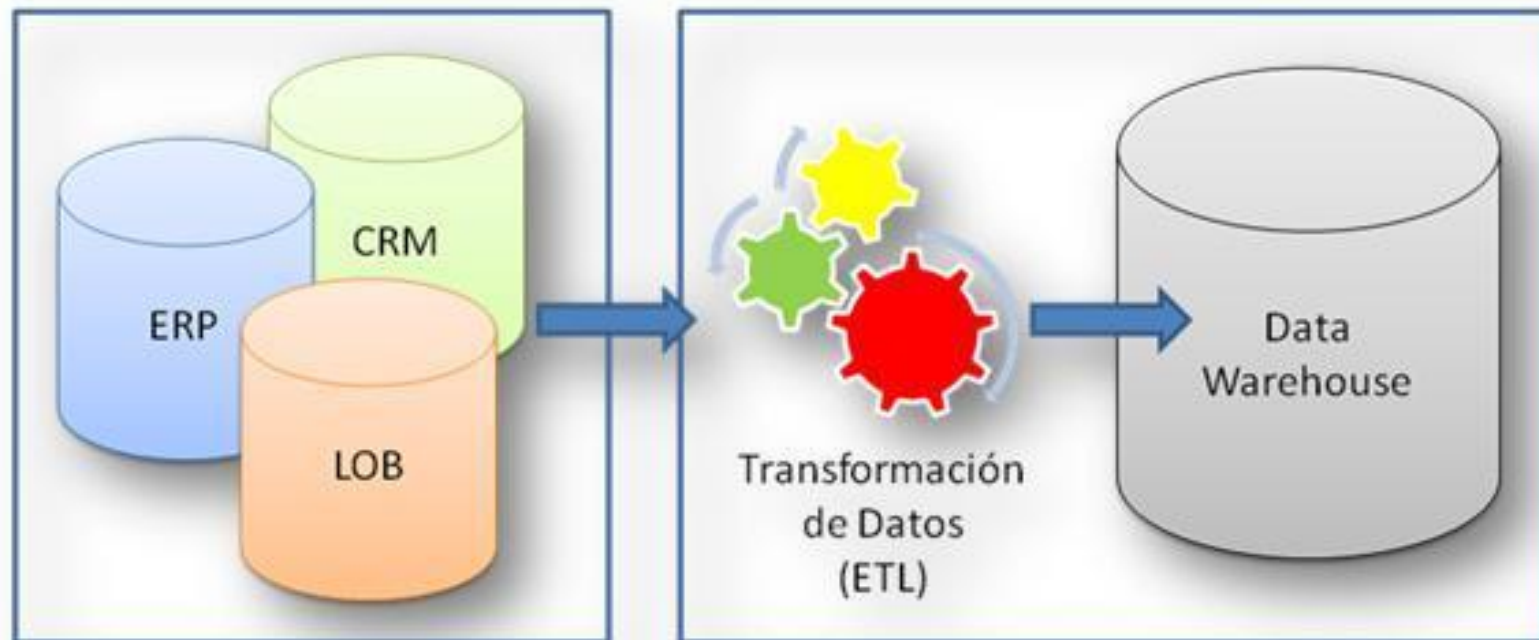 CRM
ERP
LOB
Transformación
de Datos
(ETL)
Data
Warehouse